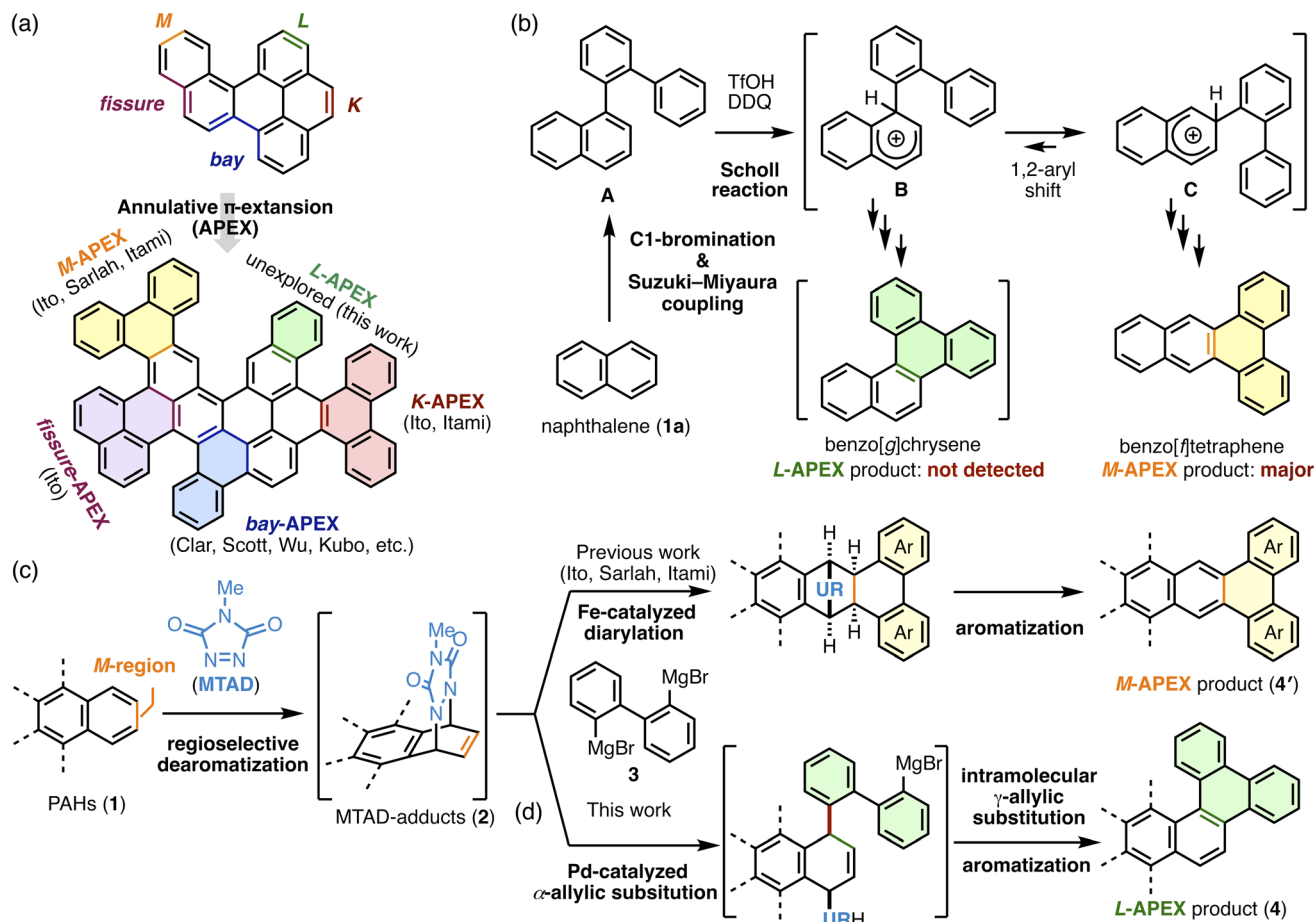 (a)
M
L
fissure
K
bay
Annulative π-extension
(APEX)
M-APEX
(Ito, Sarlah, Itami)
L-APEX
unexplored (this work)
K-APEX
(Ito, Itami)
fissure-APEX
(Ito)
bay-APEX
(Clar, Scott, Wu, Kubo, etc.)
(b)
A
TfOH
DDQ
Scholl
reaction
H
+
B
1,2-aryl
shift
H
+
C
C1-bromination
&
Suzuki–Miyaura
coupling
naphthalene (1a)
benzo[g]chrysene
L-APEX product: not detected
benzo[f]tetraphene
M-APEX product: major
(c)
Me
N
O
O
N=N
(MTAD)
M-region
PAHs (1)
regioselective
dearomatization
Me
N
O
O
N
N
MTAD-adducts (2)
Previous work
(Ito, Sarlah, Itami)
Fe-catalyzed
diarylation
MgBr
MgBr
3
H
H
UR
H
H
Ar
Ar
aromatization
Ar
Ar
M-APEX product (4′)
(d)
This work
Pd-catalyzed
α-allylic subsitution
MgBr
URH
intramolecular
γ-allylic
substitution
aromatization
L-APEX product (4)